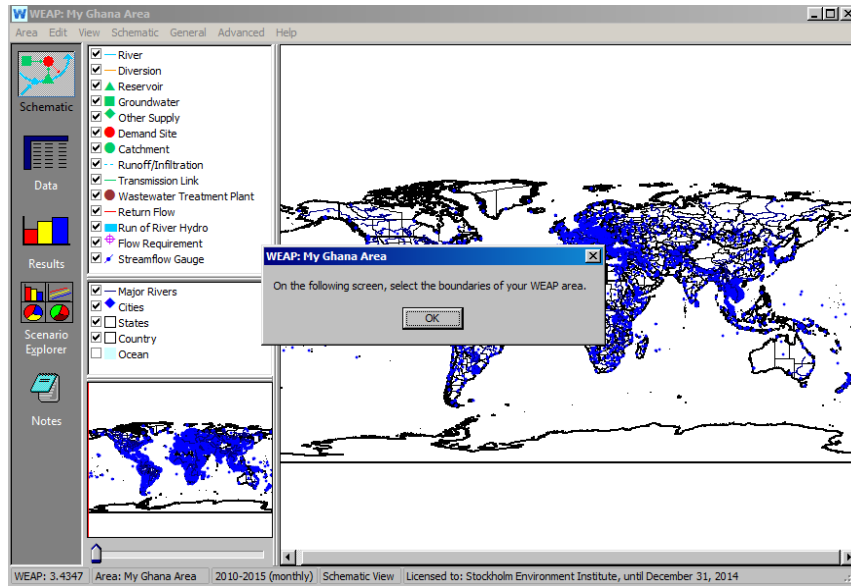 WEAP: My Ghana Area
Area Edit View Schematic General Advanced Help
Schematic
Data
Results
Scenario
Explorer
Notes
River
Diversion
Reservoir
Groundwater
Other Supply
Demand Site
Catchment
Runoff/Infiltration
Transmission Link
Wastewater Treatment Plant
Return Flow
Run of River Hydro
Flow Requirement
Streamflow Gauge
Major Rivers
Cities
States
Country
Ocean
WEAP: My Ghana Area
On the following screen, select the boundaries of your WEAP area.
OK
WEAP: 3.4347 Area: My Ghana Area 2010-2015 (monthly) Schematic View Licensed to: Stockholm Environment Institute, until December 31, 2014